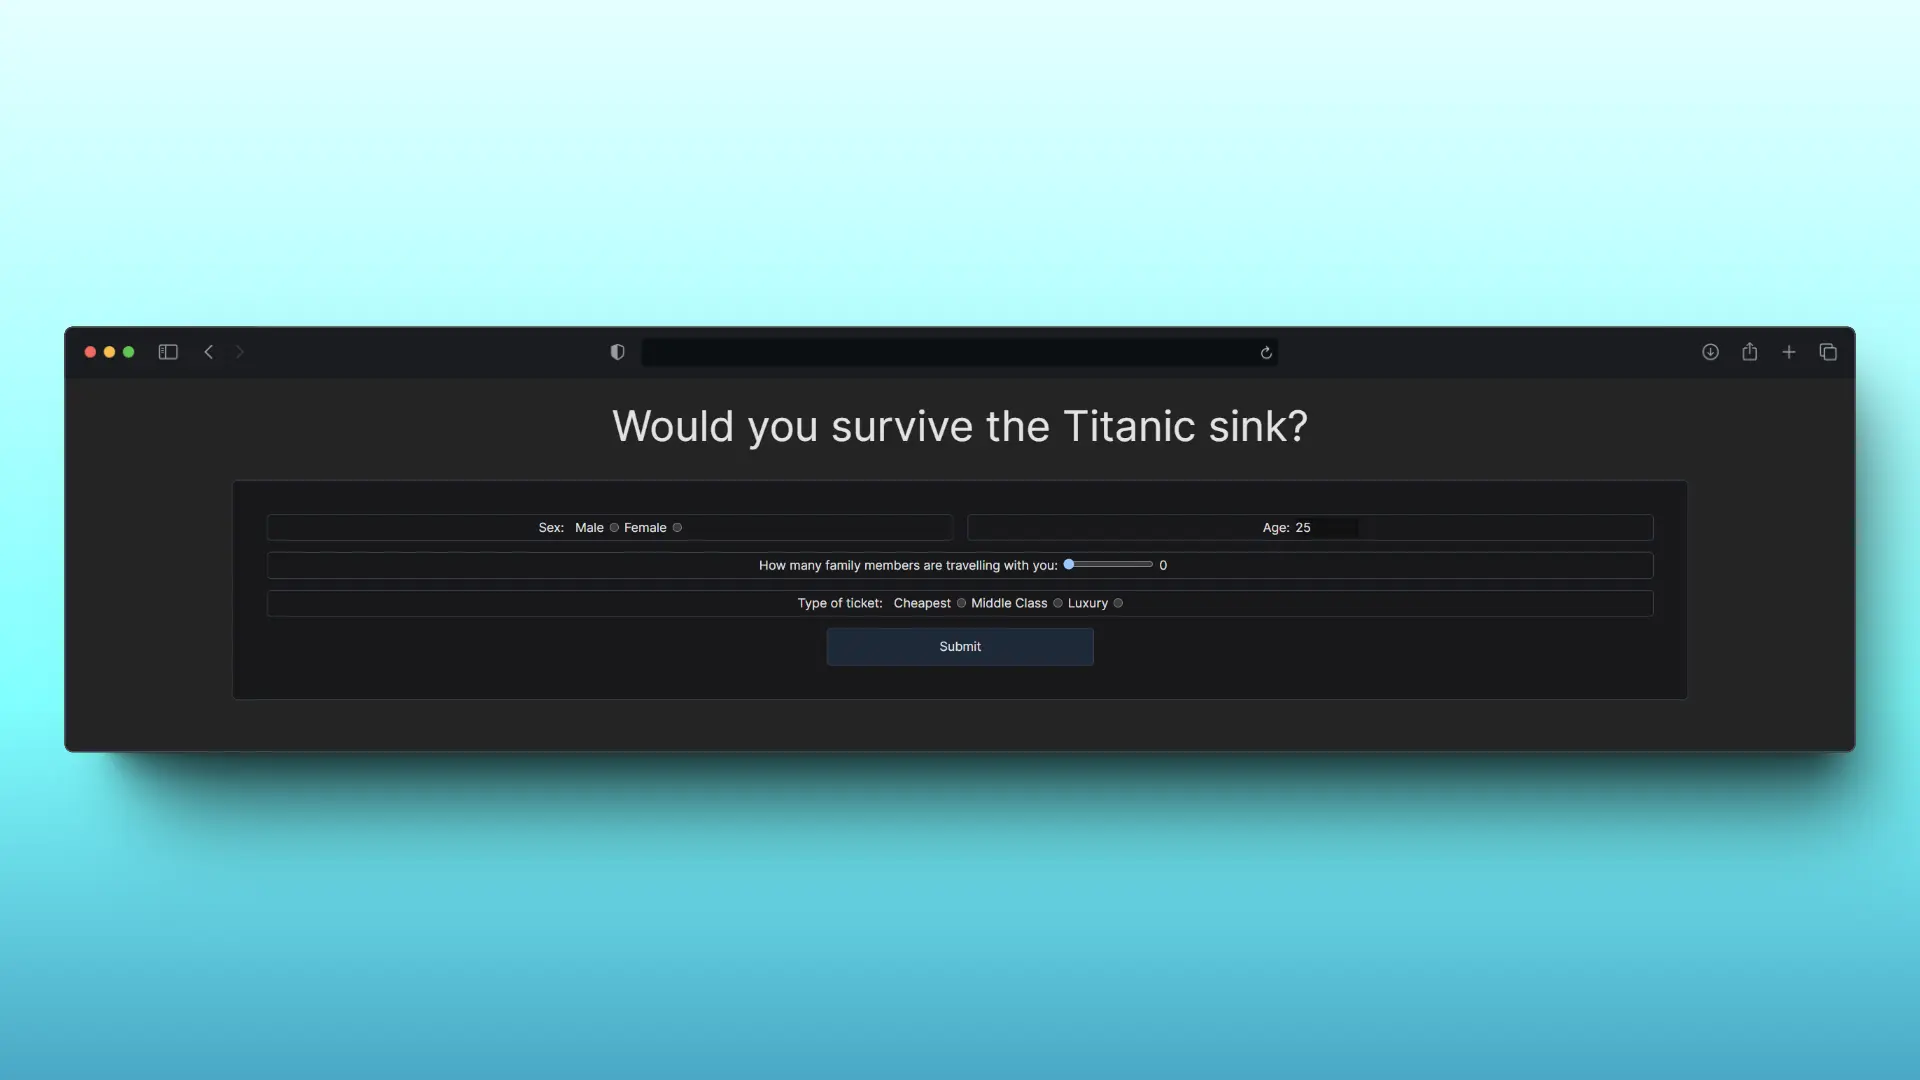 Would you survive the Titanic sink?
Sex: Male Female
Age: 25
How many family members are travelling with you: 0
Type of ticket: Cheapest Middle Class Luxury
Submit